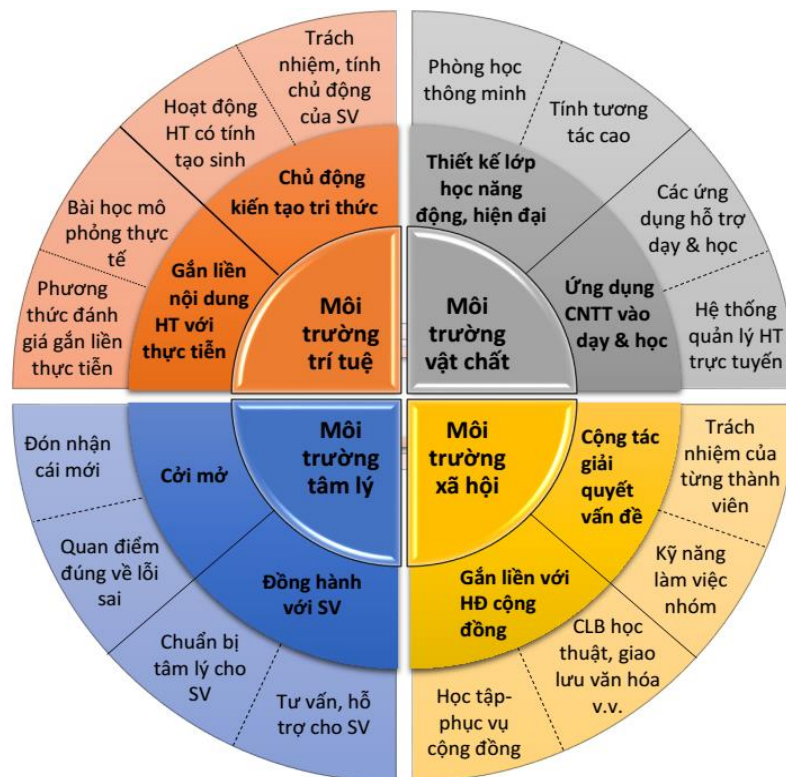 Trách
nhiệm, tính
chủ động
của SV
Hoạt động
HT có tính
tạo sinh
Bài học mô
phỏng thực
tế
Phương
thức đánh
giá gắn liền
thực tiễn
Chủ động
kiến tạo tri thức
Gắn liền
nội dung
HT với
thực tiễn
Môi
trường
trí tuệ
Phòng học
thông minh
Tính tương
tác cao
Các ứng
dụng hỗ trợ
dạy & học
Hệ thống
quản lý HT
trực tuyến
Thiết kế lớp
học năng
động, hiện đại
Ứng dụng
CNTT vào
dạy & học
Môi
trường
vật chất
Đón nhận
cái mới
Quan điểm
đúng về lỗi
sai
Chuẩn bị
tâm lý cho
SV
Tư vấn, hỗ
trợ cho SV
Cởi mở
Đồng hành
với SV
Môi
trường
tâm lý
Môi
trường
xã hội
Cộng tác
giải
quyết
vấn đề
Gắn liền với
HĐ cộng
đồng
Trách
nhiệm của
từng thành
viên
Kỹ năng
làm việc
nhóm
CLB học
thuật, giao
lưu văn hóa
v.v.
Học tập-
phục vụ
cộng đồng